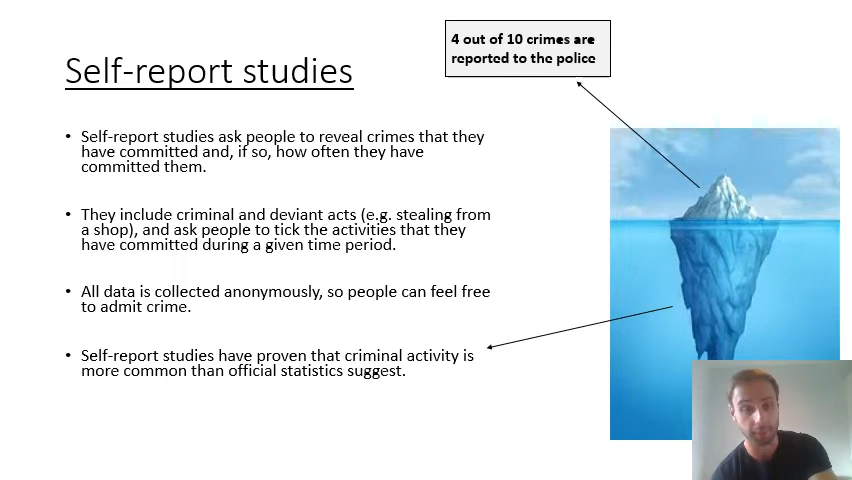 4 out of 10 crimes are
reported to the police
Self-report studies
• Self-report studies ask people to reveal crimes that they
have committed and, if so, how often they have
committed them.
• They include criminal and deviant acts (e.g. stealing from
a shop), and ask people to tick the activities that they
have committed during a given time period.
• All data is collected anonymously, so people can feel free
to admit crime.
• Self-report studies have proven that criminal activity is
more common than official statistics suggest.